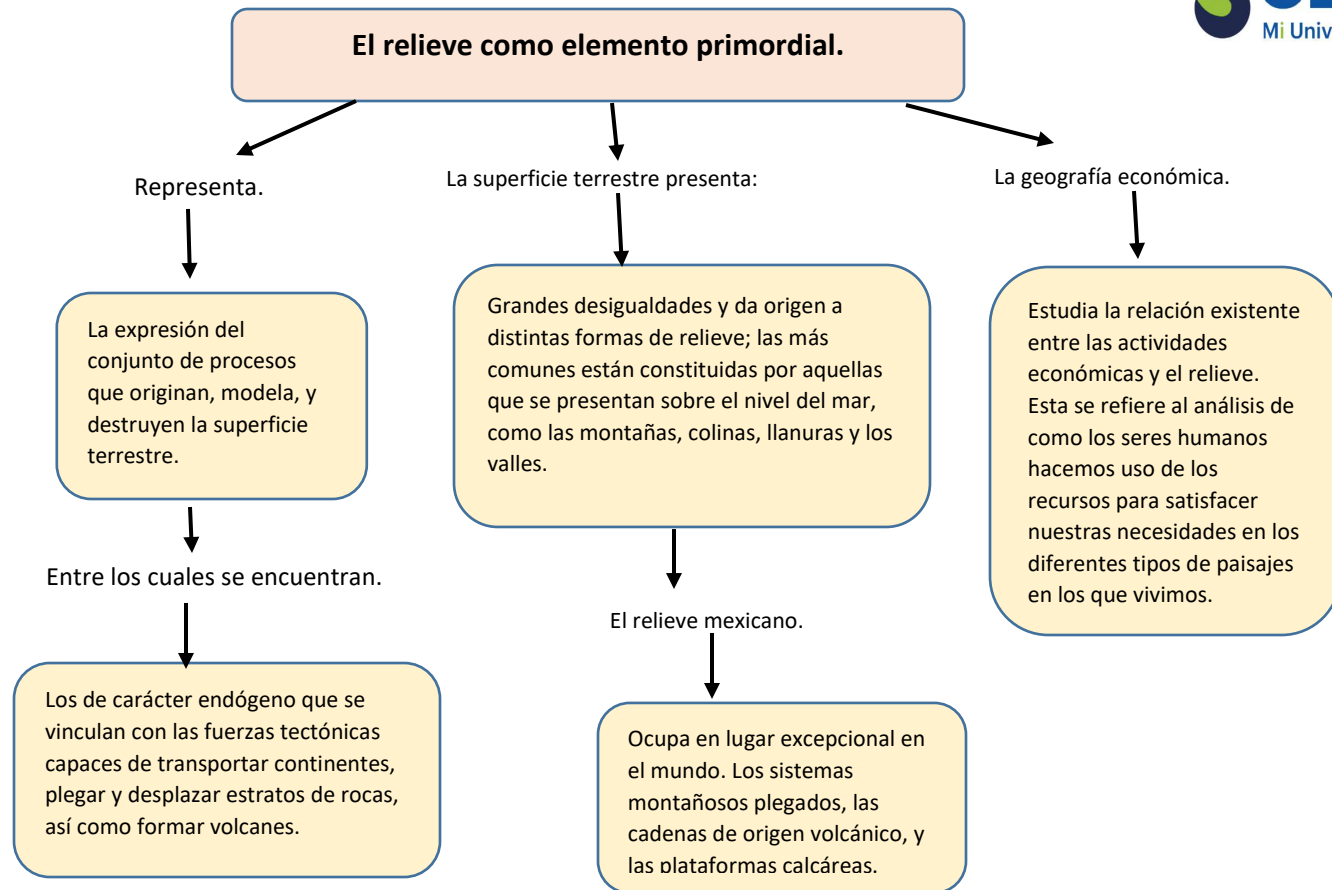 El relieve como elemento primordial.
Mi Univ
Representa.
La superficie terrestre presenta:
La geografía económica.
La expresión del
conjunto de procesos
que originan, modela, y
destruyen la superficie
terrestre.
Grandes desigualdades y da origen a
distintas formas de relieve; las más
comunes están constituidas por aquellas
que se presentan sobre el nivel del mar,
como las montañas, colinas, llanuras y los
valles.
Estudia la relación existente
entre las actividades
económicas y el relieve.
Esta se refiere al análisis de
como los seres humanos
hacemos uso de los
recursos para satisfacer
nuestras necesidades en los
diferentes tipos de paisajes
en los que vivimos.
Entre los cuales se encuentran.
El relieve mexicano.
Los de carácter endógeno que se
vinculan con las fuerzas tectónicas
capaces de transportar continentes,
plegar y desplazar estratos de rocas,
así como formar volcanes.
Ocupa en lugar excepcional en
el mundo. Los sistemas
montañosos plegados, las
cadenas de origen volcánico, y
las plataformas calcáreas.